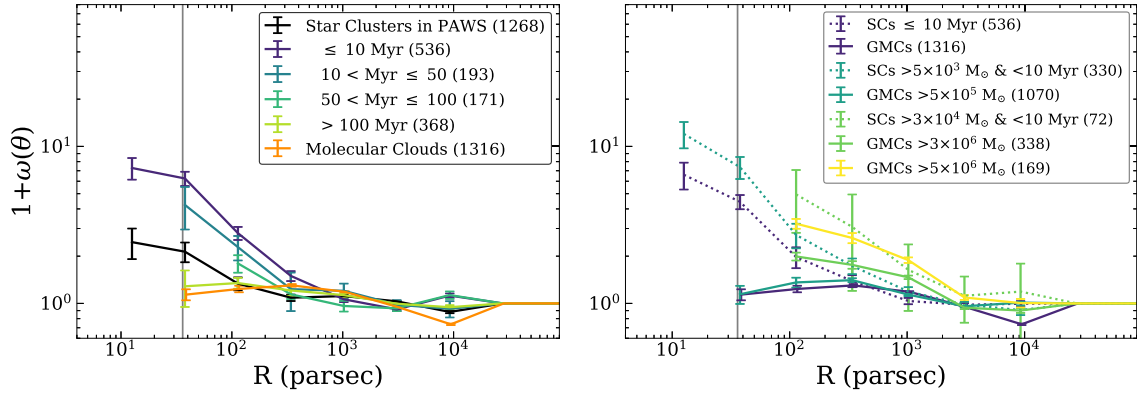 1+ω(θ)
10¹
10⁰
Star Clusters in PAWS (1268)
≤ 10 Myr (536)
10 < Myr ≤ 50 (193)
50 < Myr ≤ 100 (171)
> 100 Myr (368)
Molecular Clouds (1316)
10¹ 10² 10³ 10⁴
R (parsec)
10¹
10⁰
SCs ≤ 10 Myr (536)
GMCs (1316)
SCs >5×10³ M⊙ & <10 Myr (330)
GMCs >5×10⁵ M⊙ (1070)
SCs >3×10⁴ M⊙ & <10 Myr (72)
GMCs >3×10⁶ M⊙ (338)
GMCs >5×10⁶ M⊙ (169)
10¹ 10² 10³ 10⁴
R (parsec)